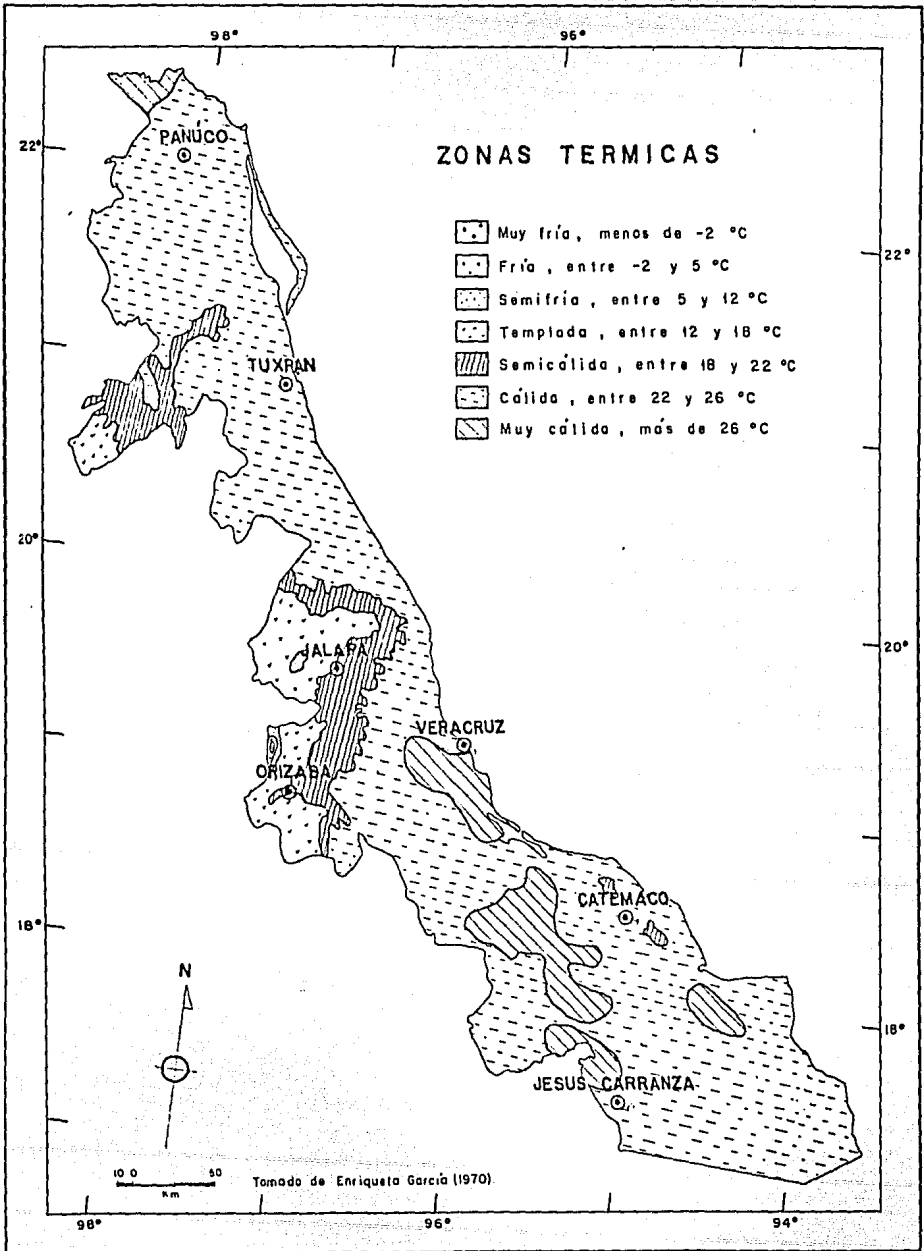 98°
96°
22°
PANÚCO
ZONAS TERMICAS
Muy fría, menos de -2 °C
Fría, entre -2 y 5 °C
Semifría, entre 5 y 12 °C
Templada, entre 12 y 18 °C
Semicálida, entre 18 y 22 °C
Cálida, entre 22 y 26 °C
Muy cálida, más de 26 °C
22°
TUXPAN
20°
JALAPA
20°
VERACRUZ
ORIZABA
CATEMACO
18°
N
18°
JESUS CARRANZA
10 0 50
Km
Tomado de Enriqueta García (1970).
98°
96°
94°